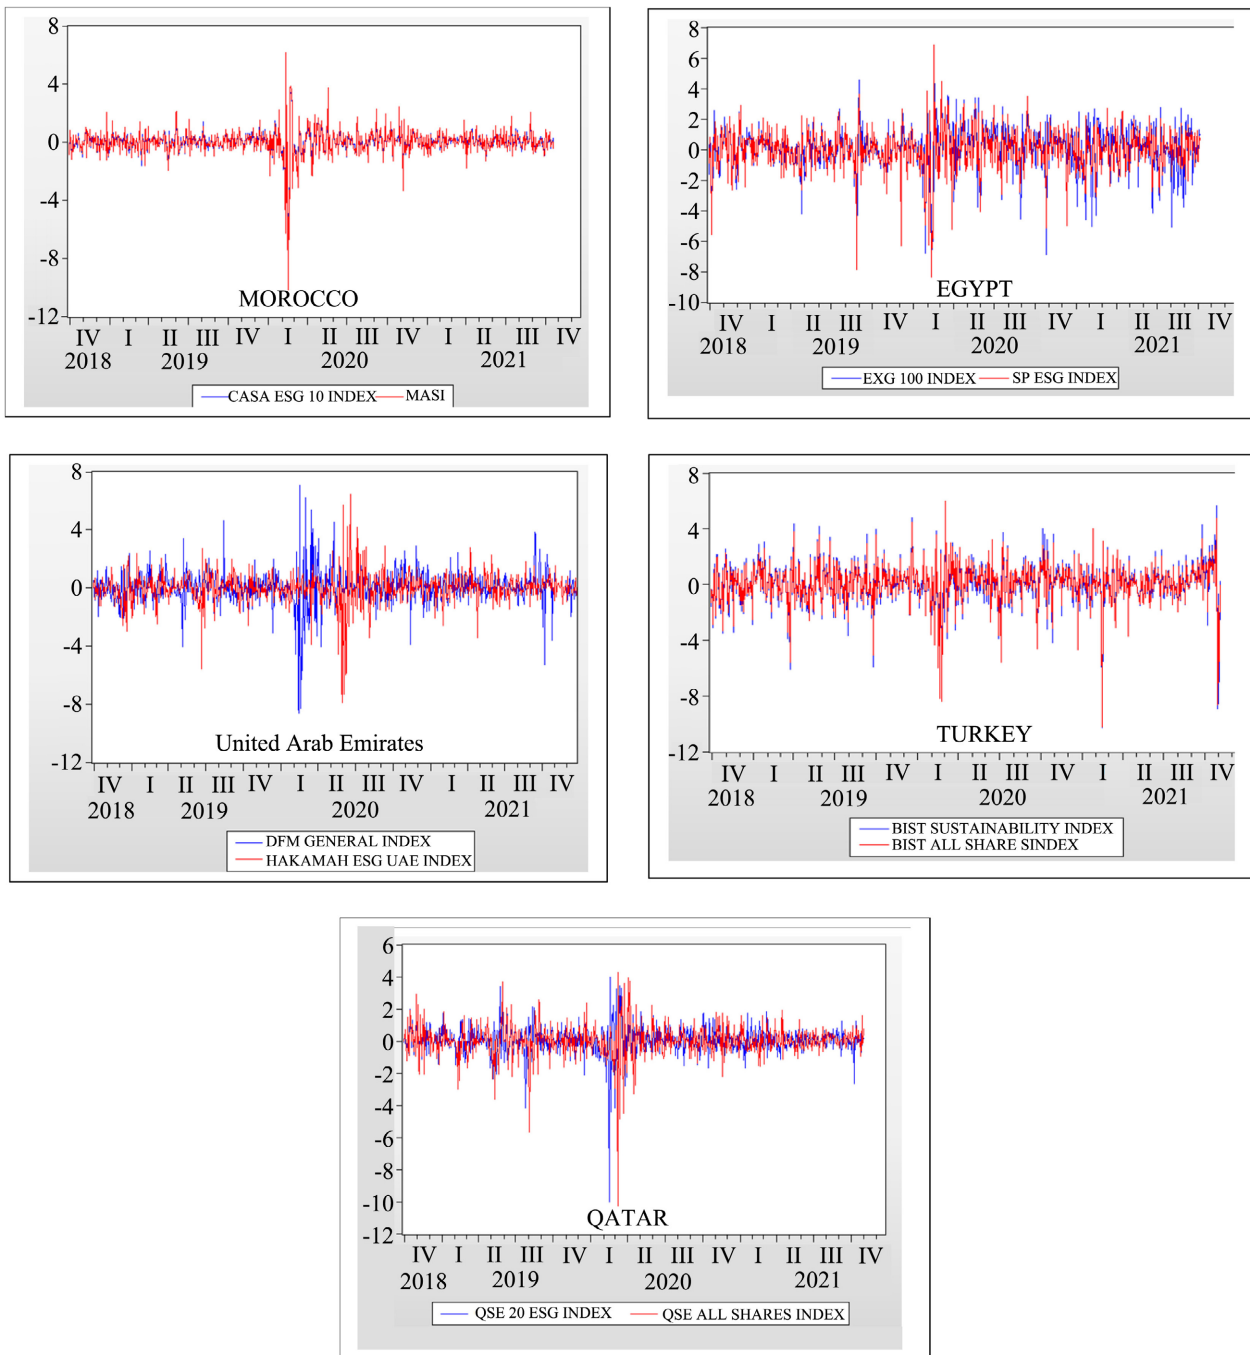 8
4
0
-4
-8
-12
MOROCCO
IV I II III IV I II III IV I II III IV
2018 2019 2020 2021
CASA ESG 10 INDEX MASI
8
6
4
2
0
-2
-4
-6
-8
-10
EGYPT
IV I II III IV I II III IV I II III IV
2018 2019 2020 2021
EXG 100 INDEX SP ESG INDEX
8
4
0
-4
-8
-12
United Arab Emirates
IV I II III IV I II III IV I II III IV
2018 2019 2020 2021
DFM GENERAL INDEX
HAKAMAH ESG UAE INDEX
8
4
0
-4
-8
-12
TURKEY
IV I II III IV I II III IV I II III IV
2018 2019 2020 2021
BIST SUSTAINABILITY INDEX
BIST ALL SHARE SINDEX
6
4
2
0
-2
-4
-6
-8
-10
-12
QATAR
IV I II III IV I II III IV I II III IV
2018 2019 2020 2021
QSE 20 ESG INDEX QSE ALL SHARES INDEX